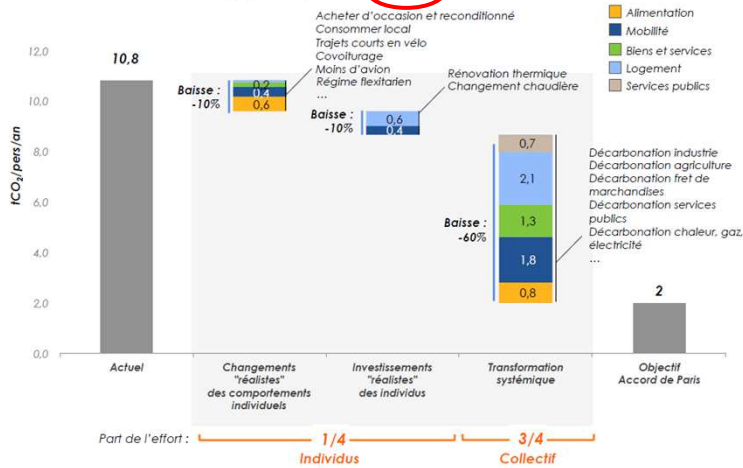 Alimentation
Mobilité
Biens et services
Logement
Services publics
tCO₂/pers/an
12,0
10,0
8,0
6,0
4,0
2,0
0,0
10,8
Baisse :
-10%
0.2
0.4
0.6
Acheter d'occasion et reconditionné
Consommer local
Trajets courts en vélo
Covoiturage
Moins d'avion
Régime flexitarien
...
Baisse :
-10%
0.6
0.4
Rénovation thermique
Changement chaudière
Baisse :
-60%
0,7
2,1
1,3
1,8
0,8
Décarbonation industrie
Décarbonation agriculture
Décarbonation fret de
marchandises
Décarbonation services
publics
Décarbonation chaleur, gaz,
électricité
...
2
Actuel
Changements
"réalistes"
des comportements
individuels
Investissements
"réalistes"
des individus
Transformation
systémique
Objectif
Accord de Paris
Part de l'effort :
1/4
Individus
3/4
Collectif